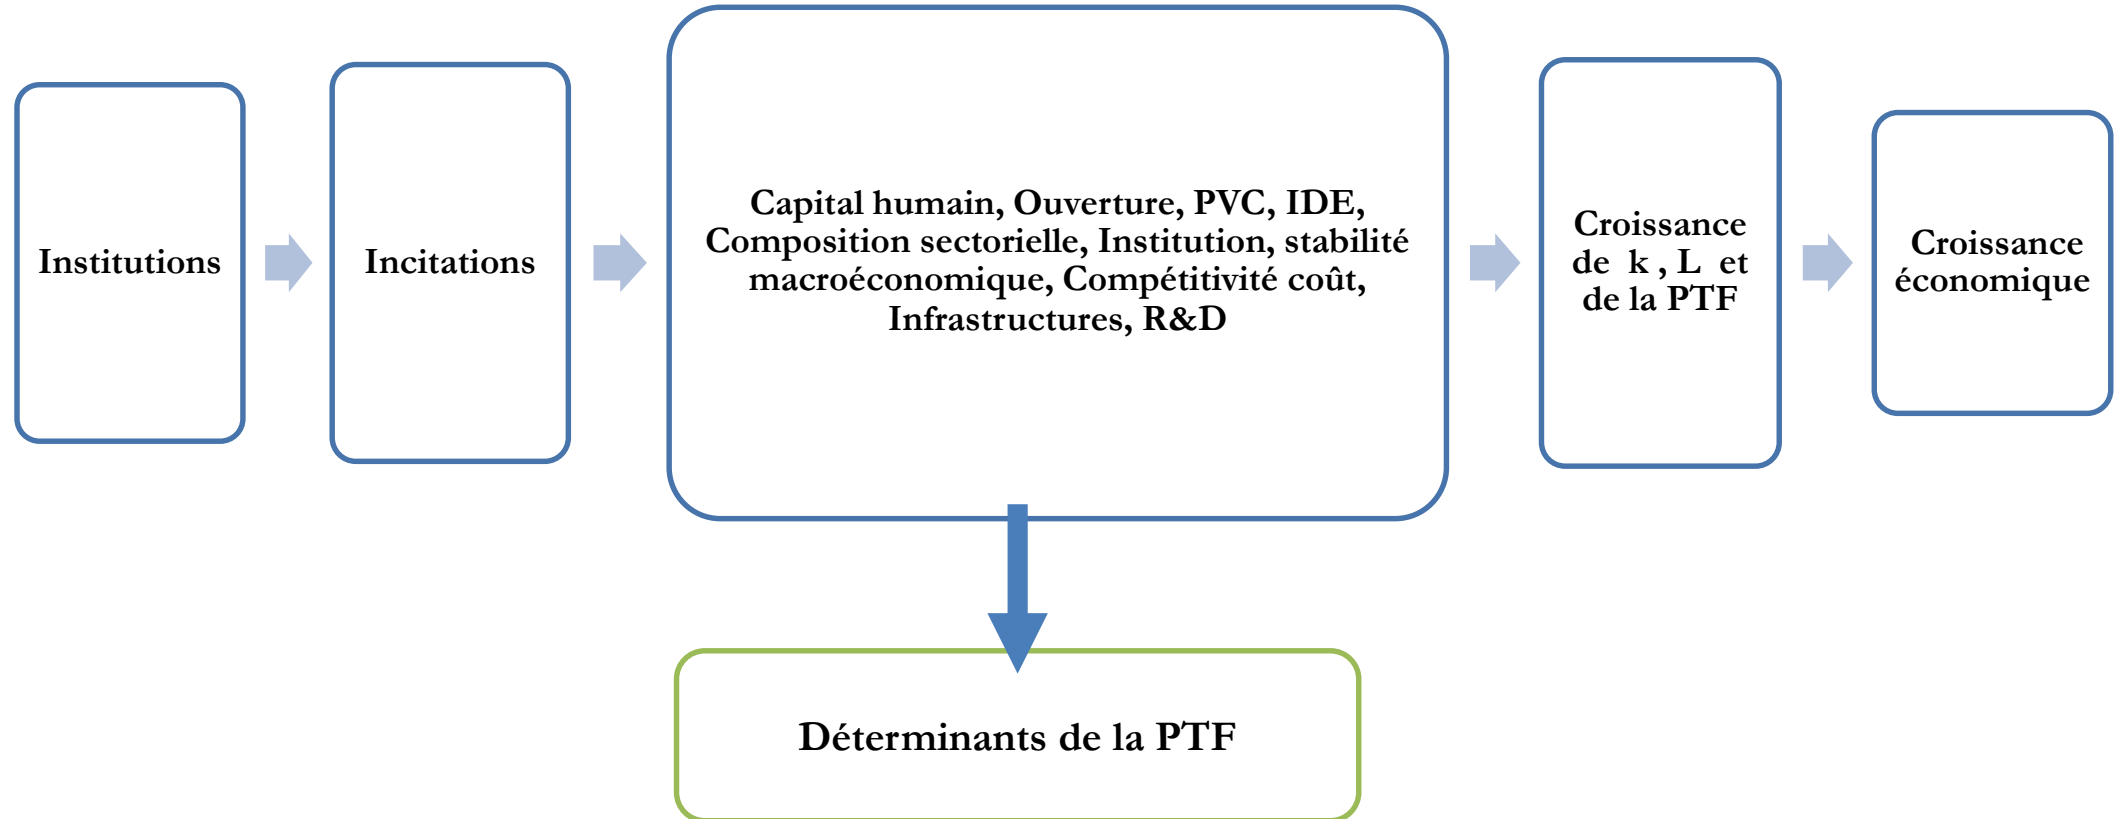 Institutions
Incitations
Capital humain, Ouverture, PVC, IDE,
Composition sectorielle, Institution, stabilité
macroéconomique, Compétitivité coût,
Infrastructures, R&D
Croissance
de k , L et
de la PTF
Croissance
économique
Déterminants de la PTF